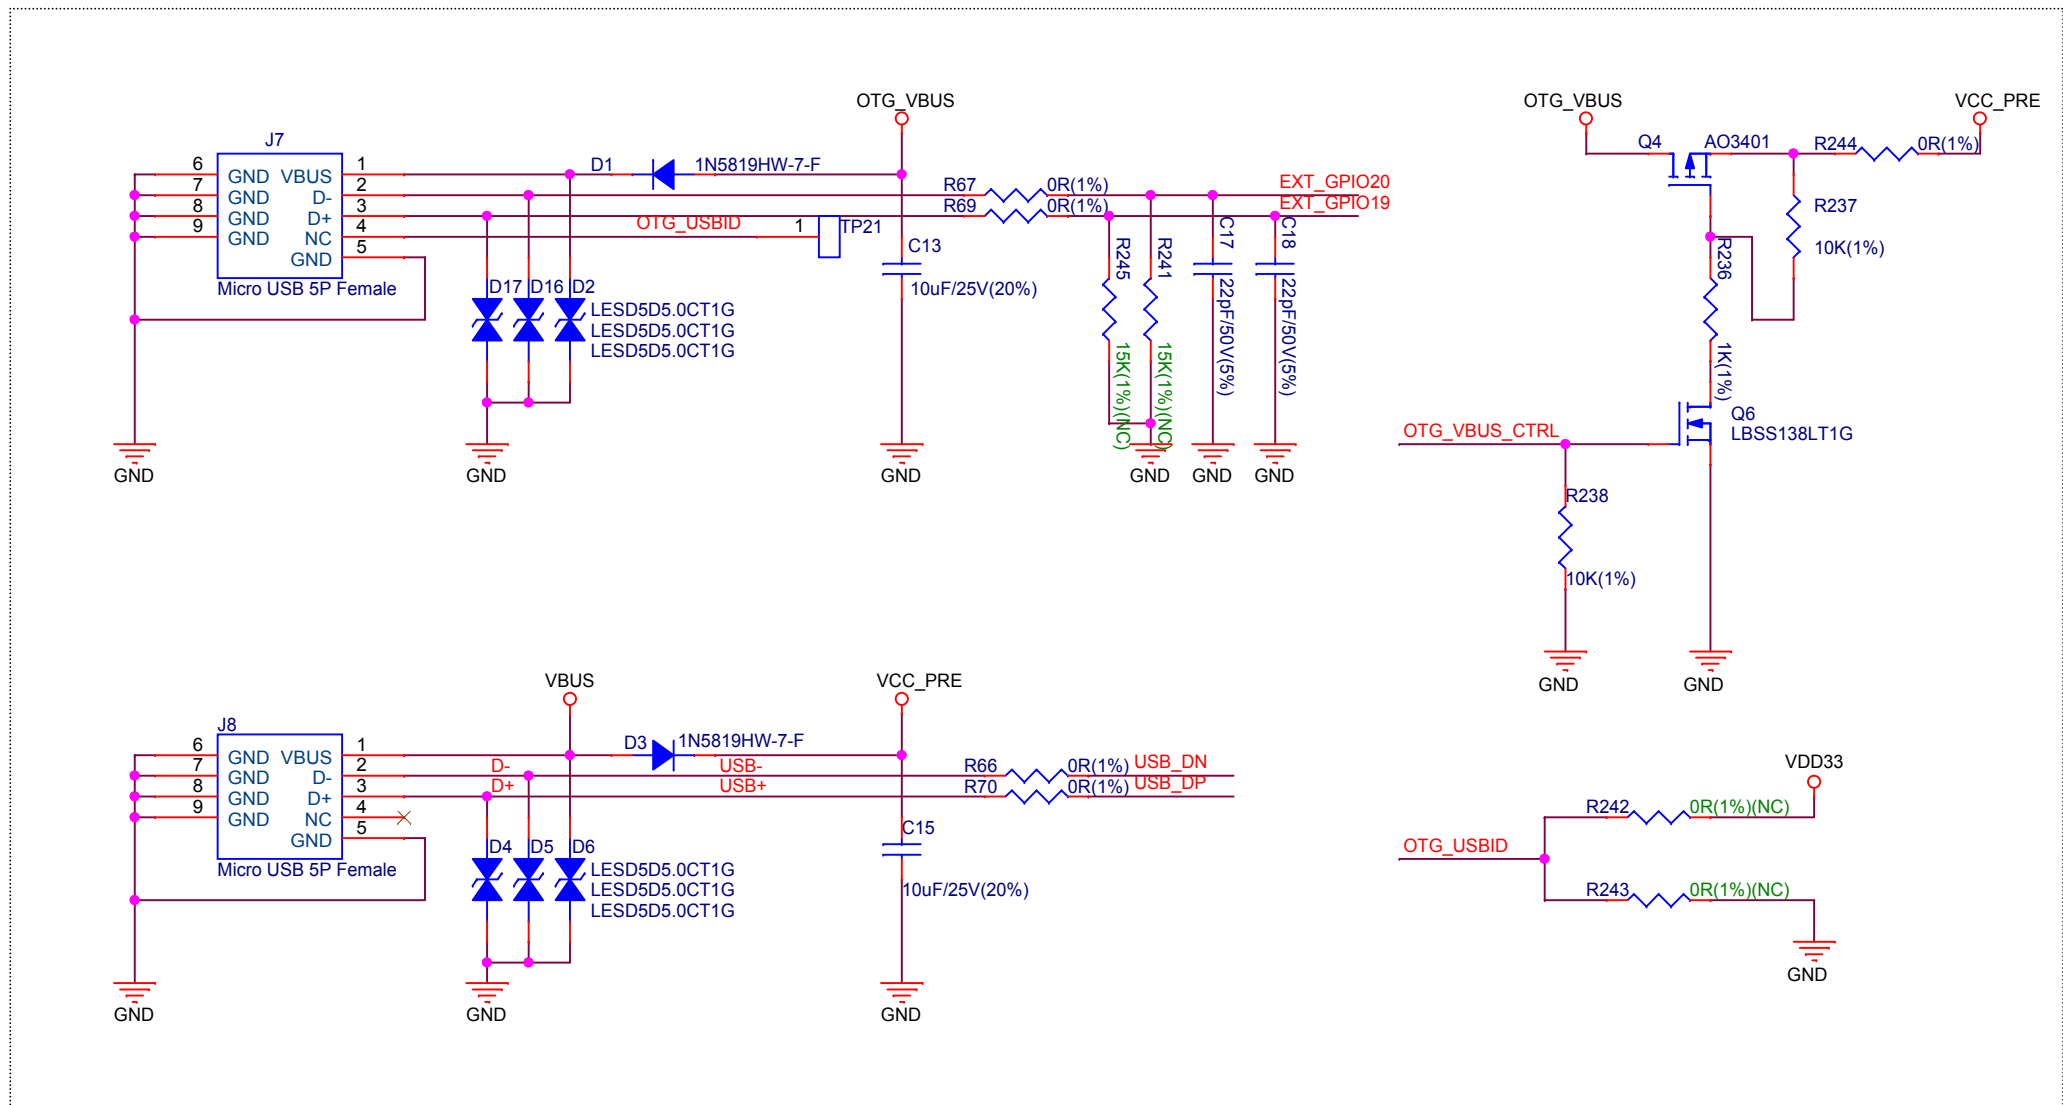 OTG_VBUS
J7
6 GND VBUS 1
7 GND D- 2
8 GND D+ 3
9 GND NC 4
GND 5
Micro USB 5P Female
D1 1N5819HW-7-F
R67 0R(1%) EXT_GPIO20
R69 0R(1%) EXT_GPIO19
OTG_USBID 1 TP21
C13
10uF/25V(20%)
D17 D16 D2
LESD5D5.0CT1G
LESD5D5.0CT1G
LESD5D5.0CT1G
R245
15K(1%)(NC)
R241
15K(1%)(NC)
C17
22pF/50V(5%)
C18
22pF/50V(5%)
GND
GND
GND
GND
GND
GND
OTG_VBUS
VCC_PRE
Q4 AO3401 R244 0R(1%)
R237
10K(1%)
R236
1K(1%)
Q6
LBSS138LT1G
OTG_VBUS_CTRL
R238
10K(1%)
GND
GND
VBUS
VCC_PRE
J8
6 GND VBUS 1
7 GND D- 2
8 GND D+ 3
9 GND NC 4
GND 5
Micro USB 5P Female
D3 1N5819HW-7-F
D- USB- R66 0R(1%) USB_DN
D+ USB+ R70 0R(1%) USB_DP
C15
10uF/25V(20%)
D4 D5 D6
LESD5D5.0CT1G
LESD5D5.0CT1G
LESD5D5.0CT1G
GND
GND
GND
VDD33
R242 0R(1%)(NC)
OTG_USBID
R243 0R(1%)(NC)
GND